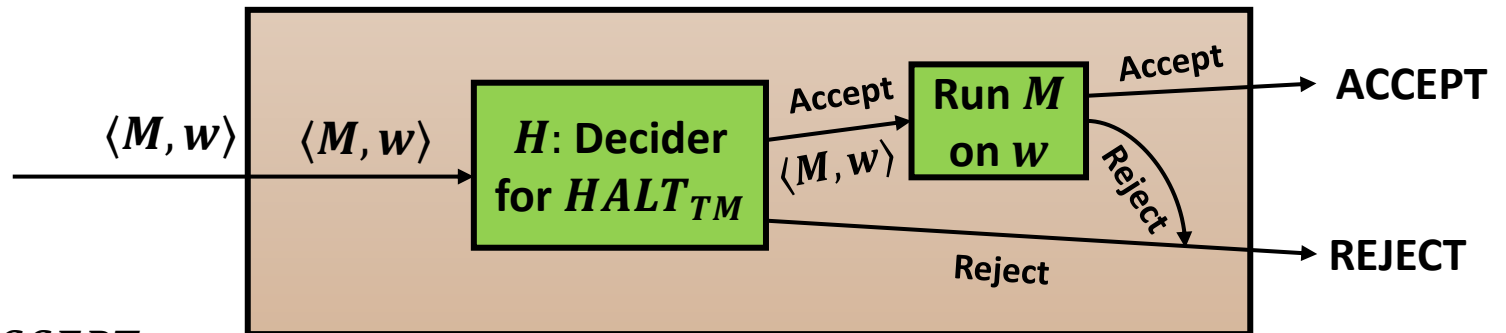 ⟨M, w⟩
⟨M, w⟩
H: Decider
for HALT_TM
Accept
⟨M, w⟩
Run M
on w
Accept
ACCEPT
Reject
Reject
REJECT